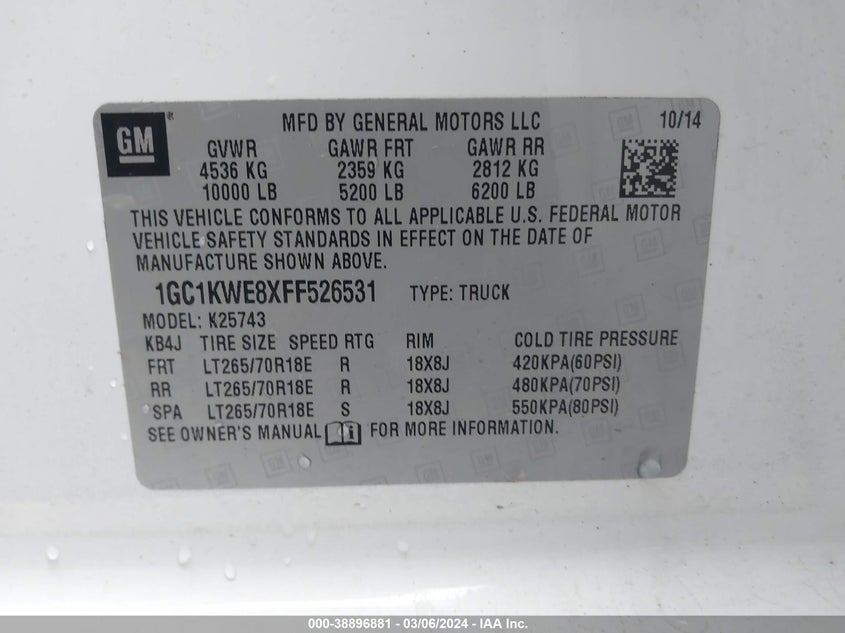 GM ®
MFD BY GENERAL MOTORS LLC 10/14
GVWR GAWR FRT GAWR RR
4536 KG 2359 KG 2812 KG
10000 LB 5200 LB 6200 LB
THIS VEHICLE CONFORMS TO ALL APPLICABLE U.S. FEDERAL MOTOR
VEHICLE SAFETY STANDARDS IN EFFECT ON THE DATE OF
MANUFACTURE SHOWN ABOVE.
1GC1KWE8XFF526531 TYPE: TRUCK
MODEL: K25743
KB4J TIRE SIZE SPEED RTG RIM COLD TIRE PRESSURE
FRT LT265/70R18E R 18X8J 420KPA(60PSI)
RR LT265/70R18E R 18X8J 480KPA(70PSI)
SPA LT265/70R18E S 18X8J 550KPA(80PSI)
SEE OWNER'S MANUAL FOR MORE INFORMATION.
000-38896881 — 03/06/2024 — IAA Inc.